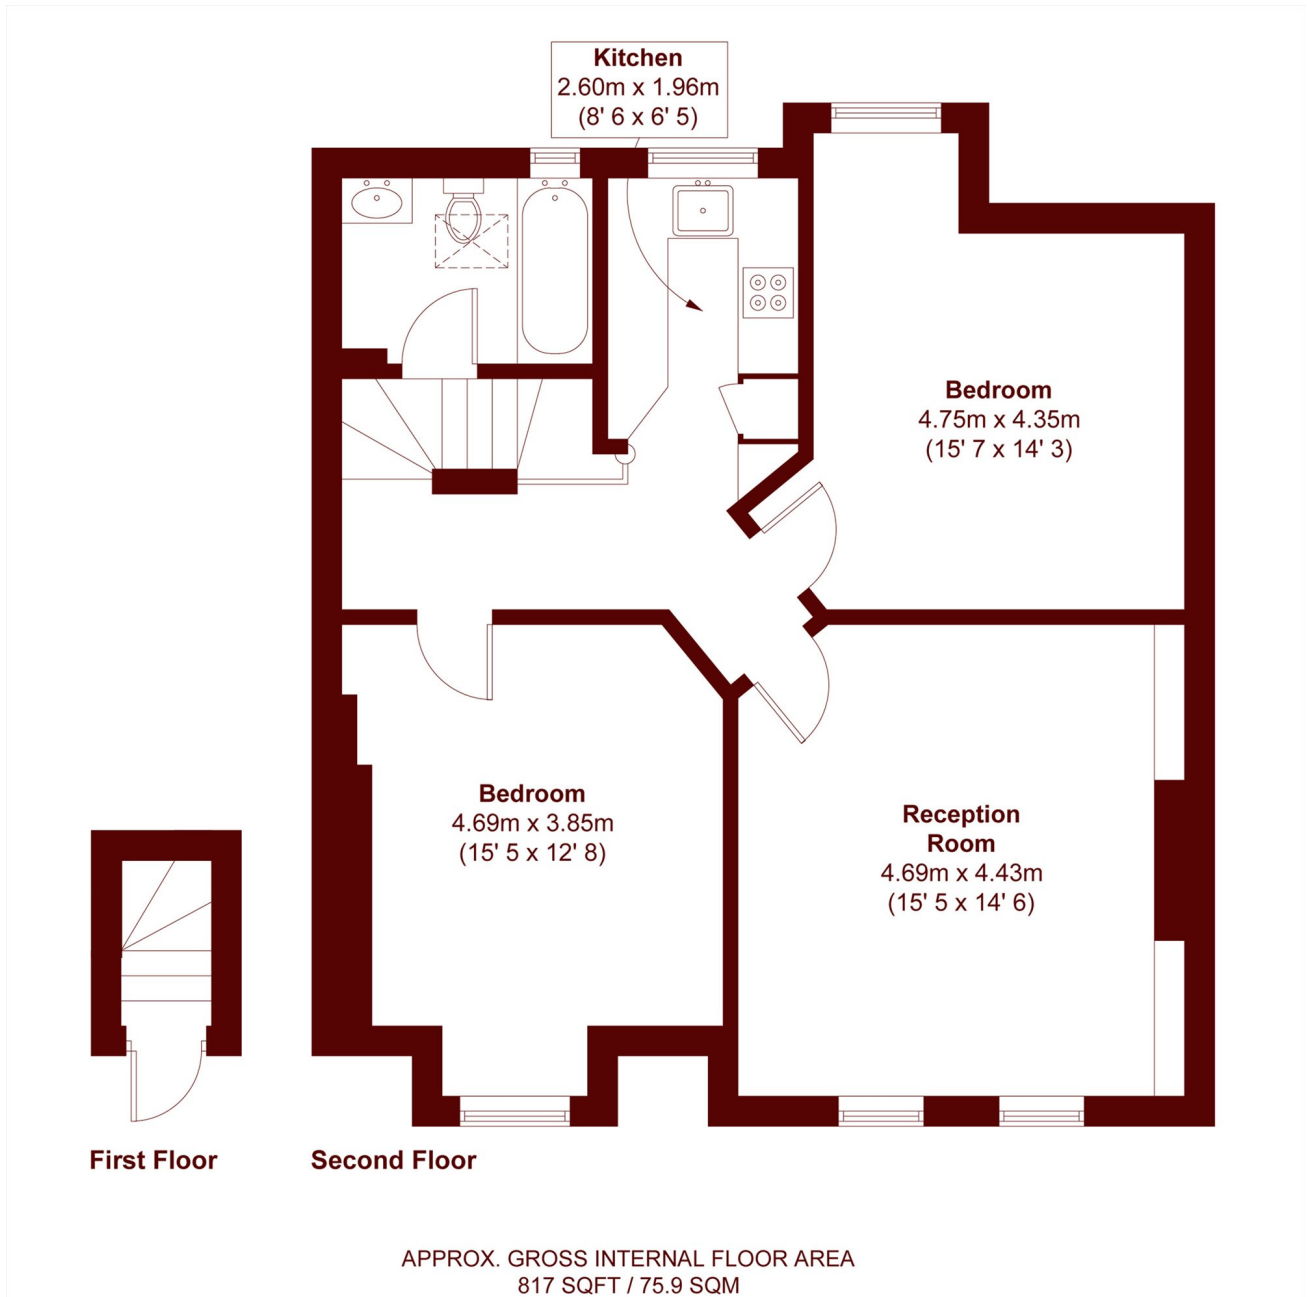 Kitchen
2.60m x 1.96m
(8' 6 x 6' 5)
Bedroom
4.75m x 4.35m
(15' 7 x 14' 3)
Bedroom
4.69m x 3.85m
(15' 5 x 12' 8)
Reception
Room
4.69m x 4.43m
(15' 5 x 14' 6)
First Floor
Second Floor
APPROX. GROSS INTERNAL FLOOR AREA
817 SQFT / 75.9 SQM